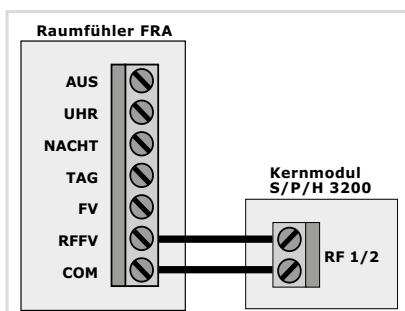 Raumfühler FRA
AUS
UHR
NACHT
TAG
FV
RFFV
COM
Kernmodul
S/P/H 3200
RF 1/2